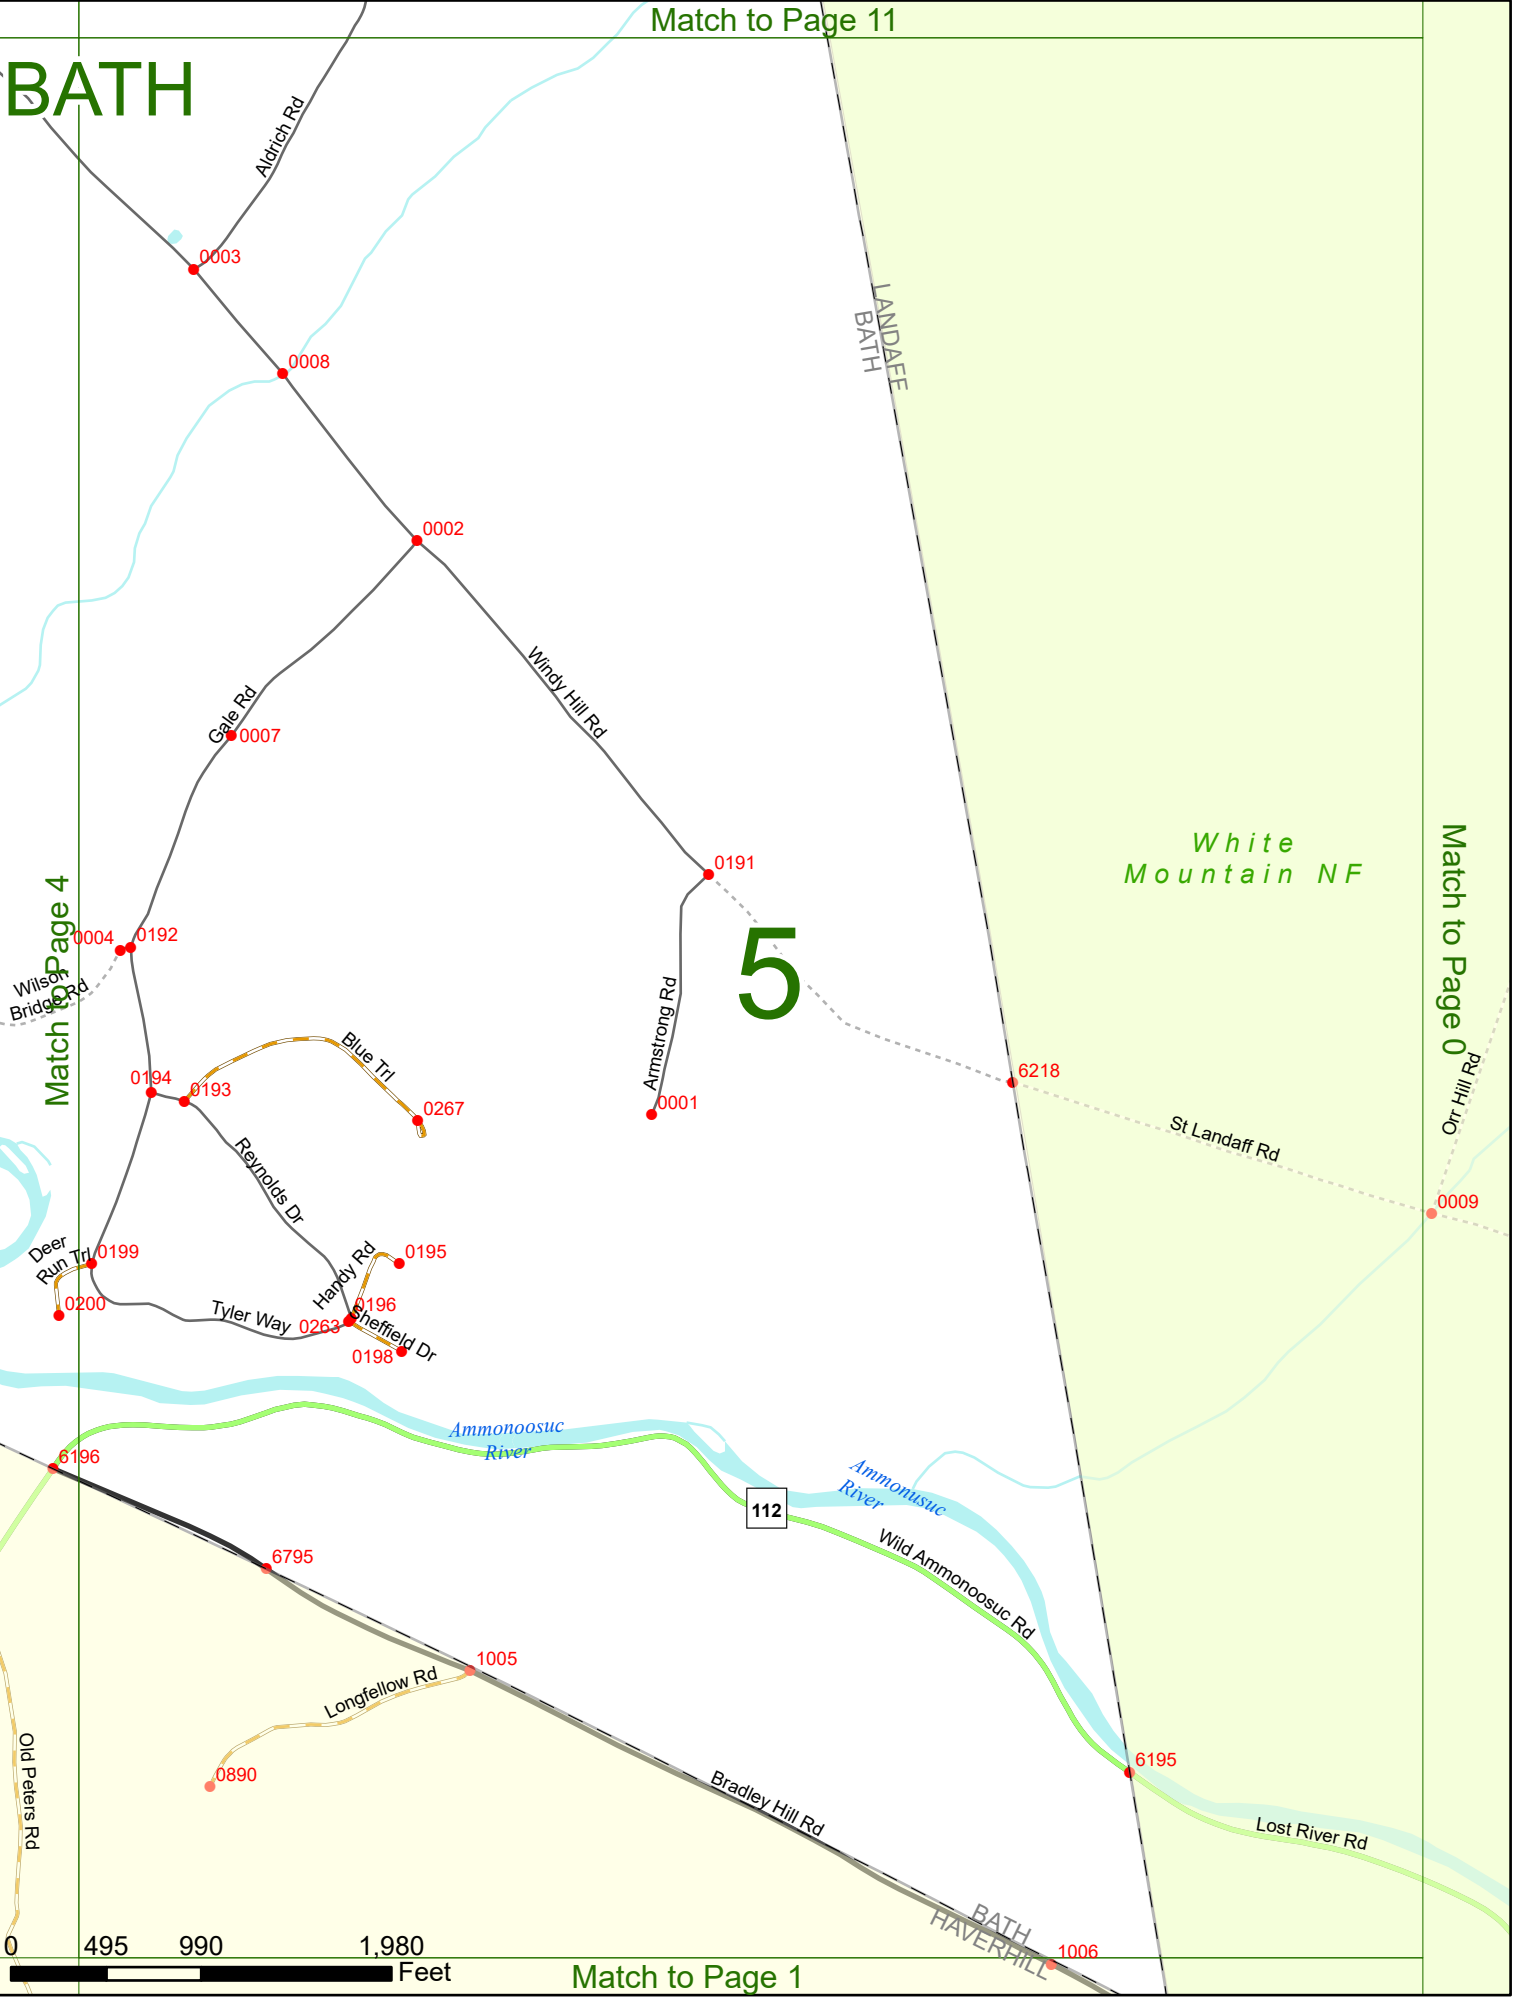 Match to Page 11
BATH
Aldrich Rd
0003
0008
LANDAFF
BATH
0002
Windy Hill Rd
Gale Rd
0007
White
Mountain NF
0191
Match to Page 4
Match to Page 0
0004
0192
5
Wilson
Bridge Rd
Armstrong Rd
Blue Trl
0194
0193
0267
0001
6218
Orr Hill Rd
St Landaff Rd
Reynolds Dr
0009
Deer
Run Trl
0199
0195
Handy Rd
0200
0196
Tyler Way
0263
Sheffield Dr
0198
Ammonoosuc
River
6196
Ammonusuc
River
112
Wild Ammonoosuc Rd
6795
1005
Longfellow Rd
0890
Old Peters Rd
6195
Bradley Hill Rd
Lost River Rd
BATH
HAVERHILL
1006
0 495 990 1,980
Feet
Match to Page 1